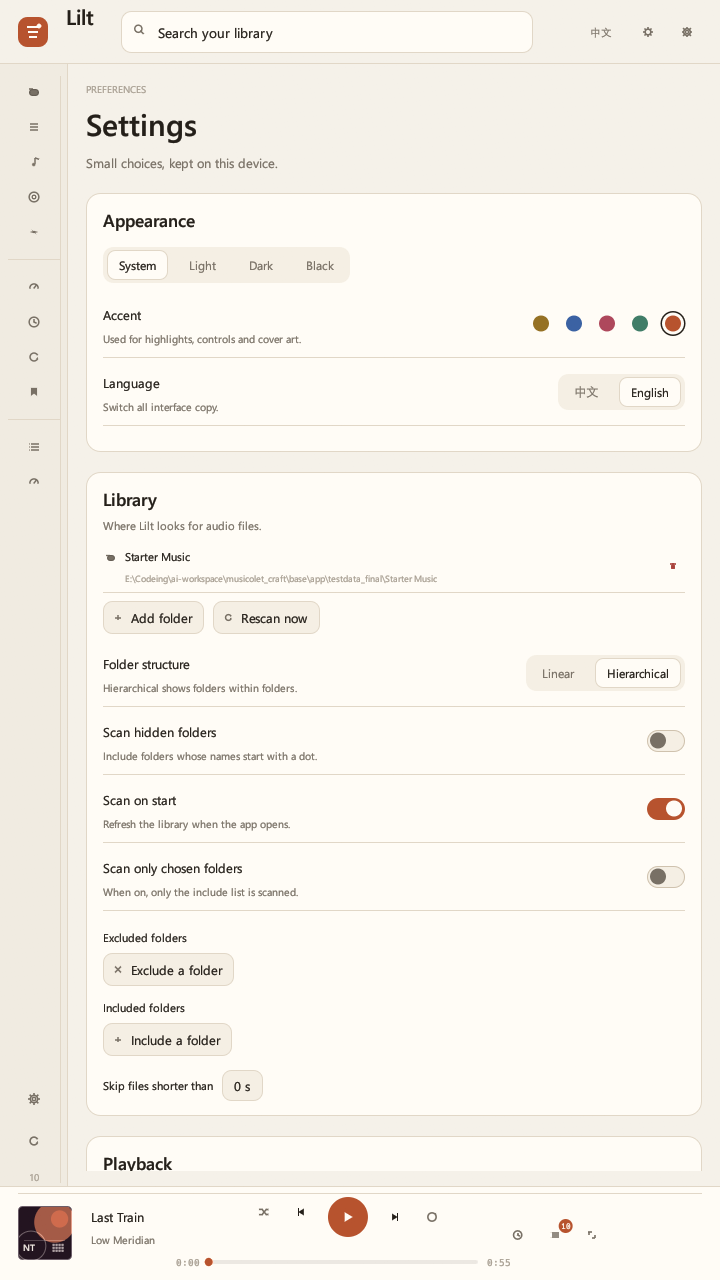 Lilt
Search your library
中文
PREFERENCES
Settings
Small choices, kept on this device.
Appearance
System Light Dark Black
Accent
Used for highlights, controls and cover art.
Language
Switch all interface copy.
中文 English
Library
Where Lilt looks for audio files.
Starter Music
E:\Codeing\ai-workspace\musicolet_craft\base\app\testdata_final\Starter Music
Add folder Rescan now
Folder structure
Hierarchical shows folders within folders.
Linear Hierarchical
Scan hidden folders
Include folders whose names start with a dot.
Scan on start
Refresh the library when the app opens.
Scan only chosen folders
When on, only the include list is scanned.
Excluded folders
Exclude a folder
Included folders
Include a folder
Skip files shorter than 0 s
Playback
10
NT
Last Train
Low Meridian
0:00 0:55
10